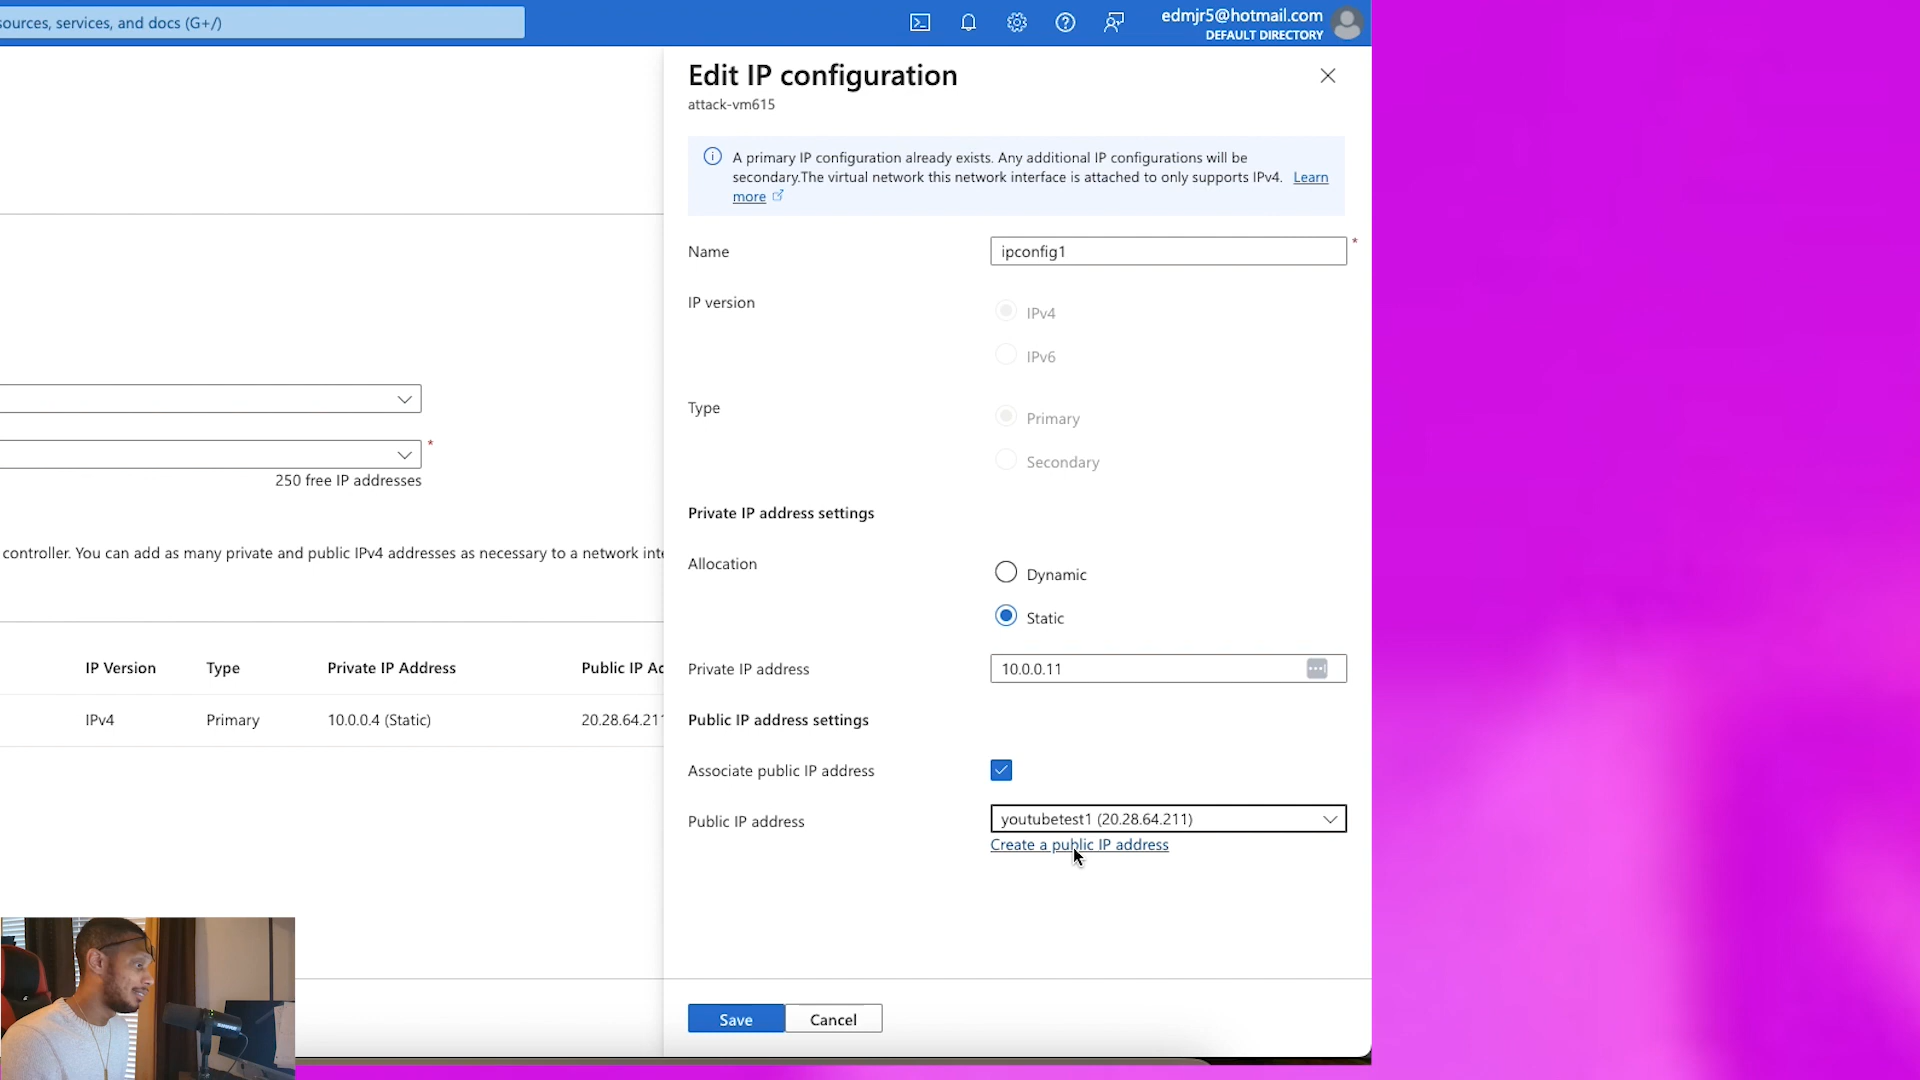 sources, services, and docs (G+/)
edmjr5@hotmail.com
DEFAULT DIRECTORY
Edit IP configuration
attack-vm615
A primary IP configuration already exists. Any additional IP configurations will be
secondary.The virtual network this network interface is attached to only supports IPv4. Learn
more
Name
ipconfig1
*
IP version
IPv4
IPv6
Type
Primary
Secondary
*
250 free IP addresses
Private IP address settings
controller. You can add as many private and public IPv4 addresses as necessary to a network inte
Allocation
Dynamic
Static
IP Version Type Private IP Address Public IP Ad
Private IP address
10.0.0.11
IPv4 Primary 10.0.0.4 (Static) 20.28.64.211
Public IP address settings
Associate public IP address
Public IP address
youtubetest1 (20.28.64.211)
Create a public IP address
Save
Cancel